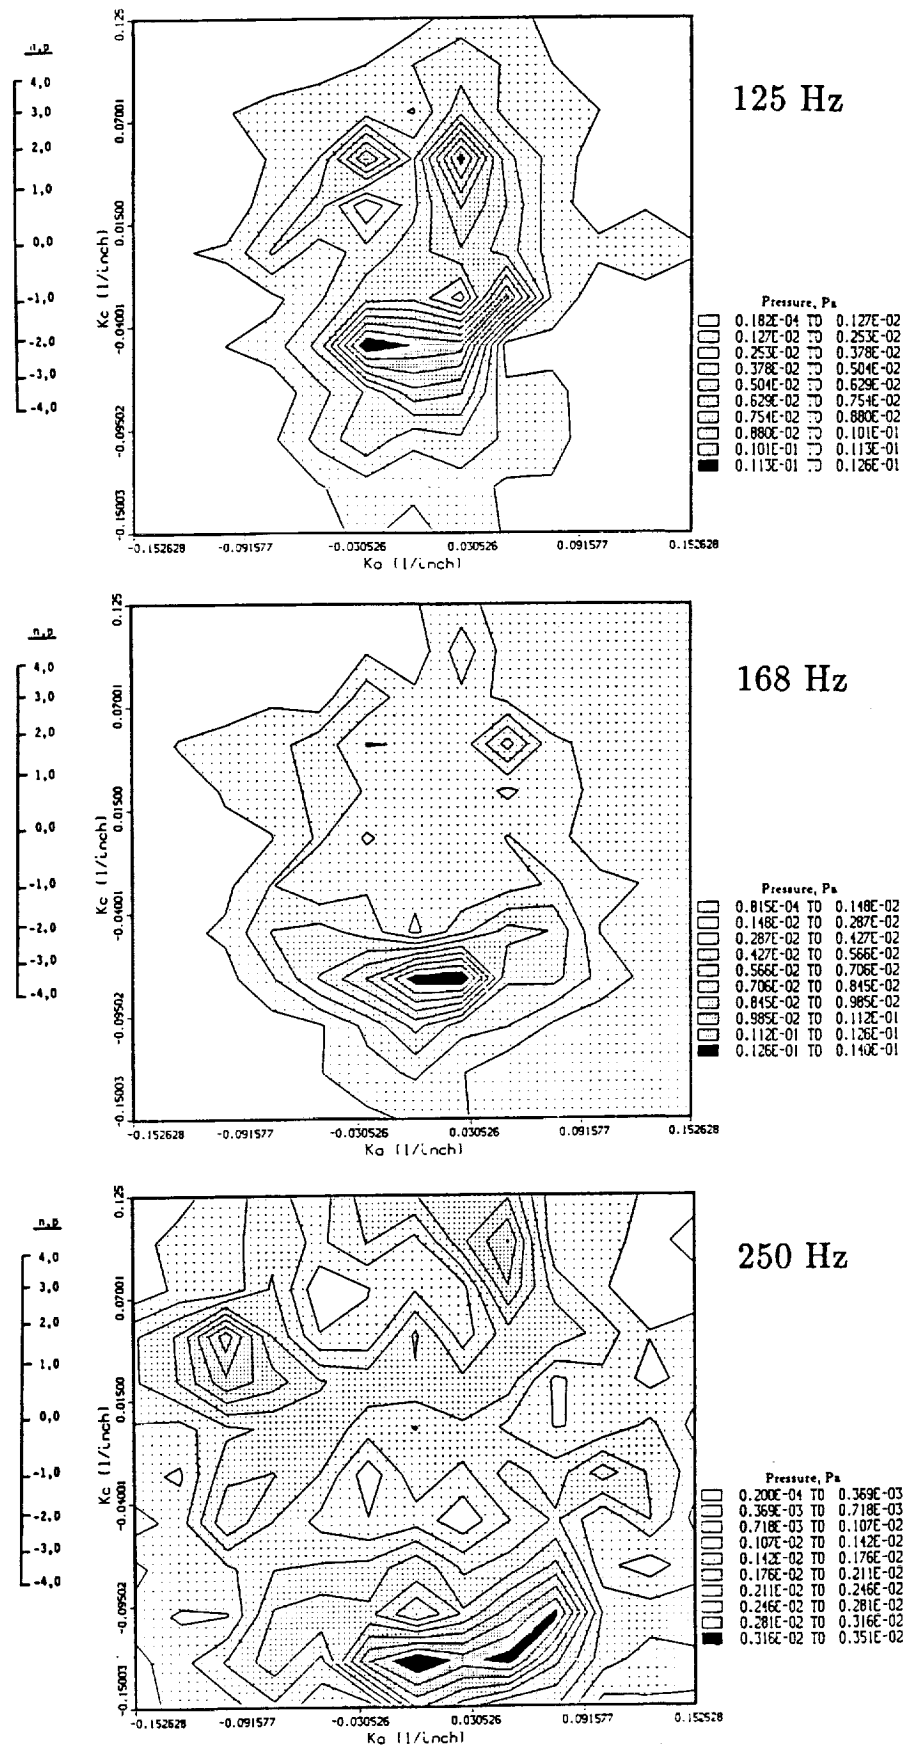 n,p
4,0
3,0
2,0
1,0
0,0
-1,0
-2,0
-3,0
-4,0
0.125
0.07001
0.01500
-0.04001
-0.09502
-0.15003
Kc (1/inch)
-0.152628 -0.091577 -0.030526 0.030526 0.091577 0.152628
Ka (1/inch)
125 Hz
Pressure, Pa
0.182E-04 TO 0.127E-02
0.127E-02 TO 0.253E-02
0.253E-02 TO 0.378E-02
0.378E-02 TO 0.504E-02
0.504E-02 TO 0.629E-02
0.629E-02 TO 0.754E-02
0.754E-02 TO 0.880E-02
0.880E-02 TO 0.101E-01
0.101E-01 TO 0.113E-01
0.113E-01 TO 0.126E-01
n,p
4,0
3,0
2,0
1,0
0,0
-1,0
-2,0
-3,0
-4,0
0.125
0.07001
0.01500
-0.04001
-0.09502
-0.15003
Kc (1/inch)
-0.152628 -0.091577 -0.030526 0.030526 0.091577 0.152628
Ka (1/inch)
168 Hz
Pressure, Pa
0.815E-04 TO 0.148E-02
0.148E-02 TO 0.287E-02
0.287E-02 TO 0.427E-02
0.427E-02 TO 0.566E-02
0.566E-02 TO 0.706E-02
0.706E-02 TO 0.845E-02
0.845E-02 TO 0.985E-02
0.985E-02 TO 0.112E-01
0.112E-01 TO 0.126E-01
0.126E-01 TO 0.140E-01
n,p
4,0
3,0
2,0
1,0
0,0
-1,0
-2,0
-3,0
-4,0
0.125
0.07001
0.01500
-0.04001
-0.09502
-0.15003
Kc (1/inch)
-0.152628 -0.091577 -0.030526 0.030526 0.091577 0.152628
Ka (1/inch)
250 Hz
Pressure, Pa
0.200E-04 TO 0.369E-03
0.369E-03 TO 0.718E-03
0.718E-03 TO 0.107E-02
0.107E-02 TO 0.142E-02
0.142E-02 TO 0.176E-02
0.176E-02 TO 0.211E-02
0.211E-02 TO 0.246E-02
0.246E-02 TO 0.281E-02
0.281E-02 TO 0.316E-02
0.316E-02 TO 0.351E-02